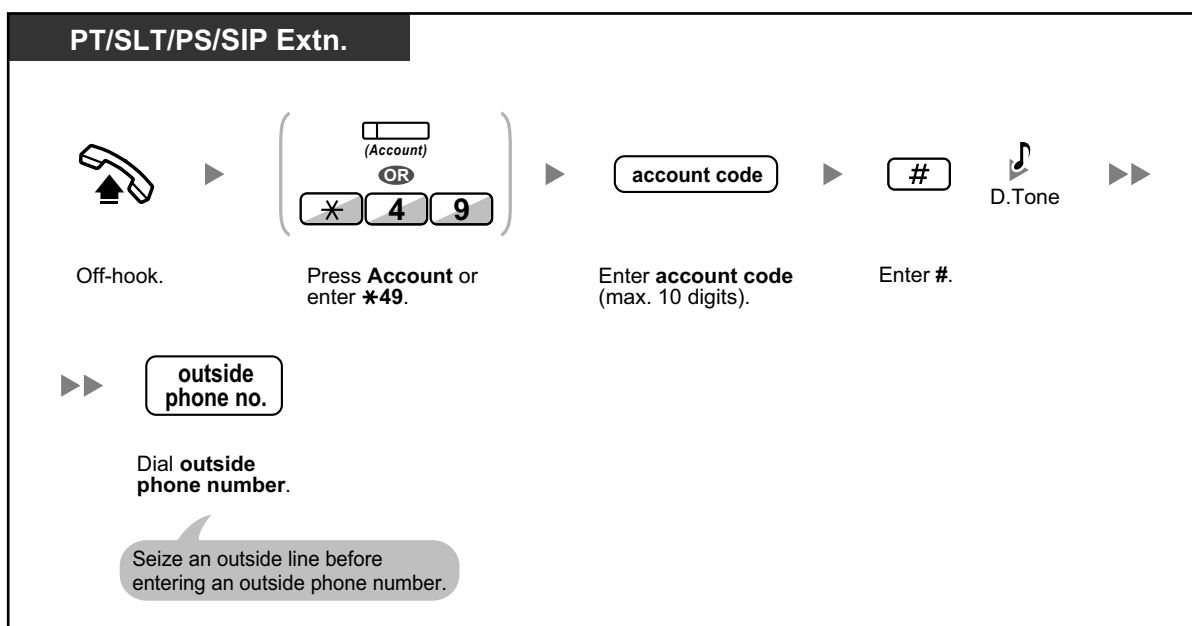 PT/SLT/PS/SIP Extn.
(Account)
OR
* 4 9
account code
#
D.Tone
Off-hook.
Press Account or
enter *49.
Enter account code
(max. 10 digits).
Enter #.
outside
phone no.
Dial outside
phone number.
Seize an outside line before
entering an outside phone number.